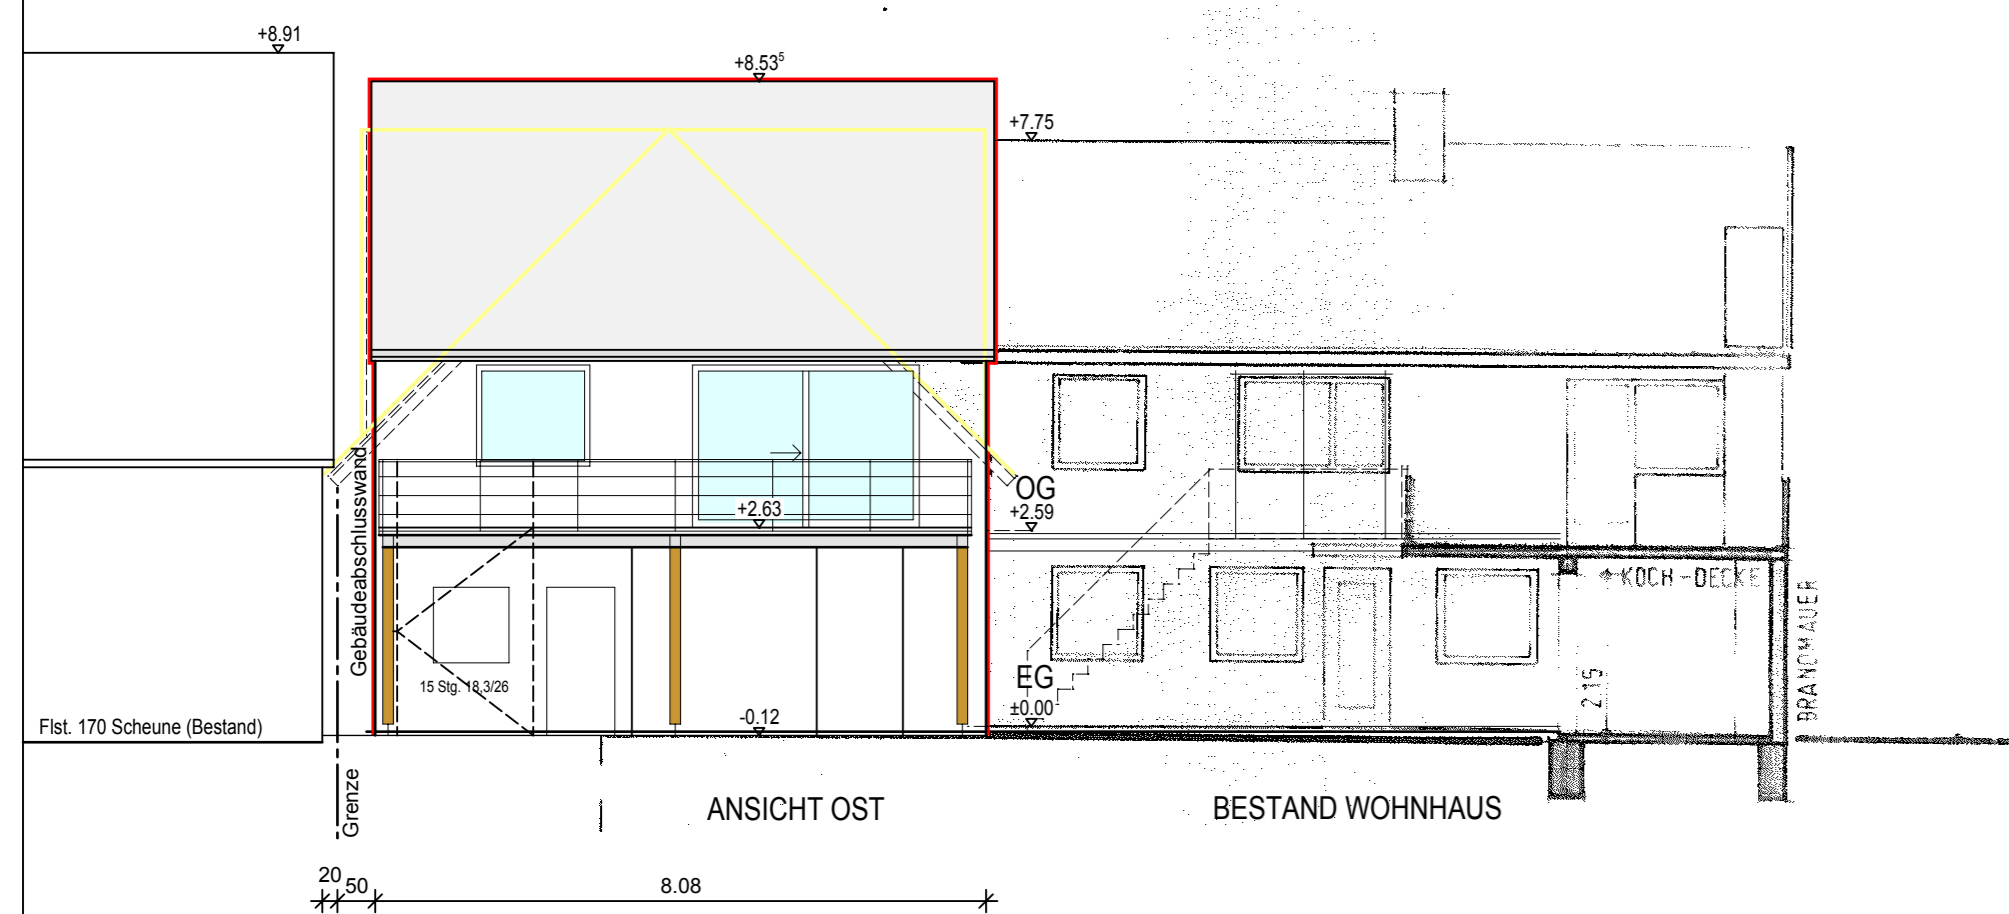 +8.91
+8.53⁵
+7.75
Gebäudeabschlusswand
OG
+2.59
+2.63
KOCH-DECKE
BRANDMAUER
15 Stg. 18,3/26
EG
±0.00
2.15
-0.12
Flst. 170 Scheune (Bestand)
Grenze
ANSICHT OST
BESTAND WOHNHAUS
20
50
8.08